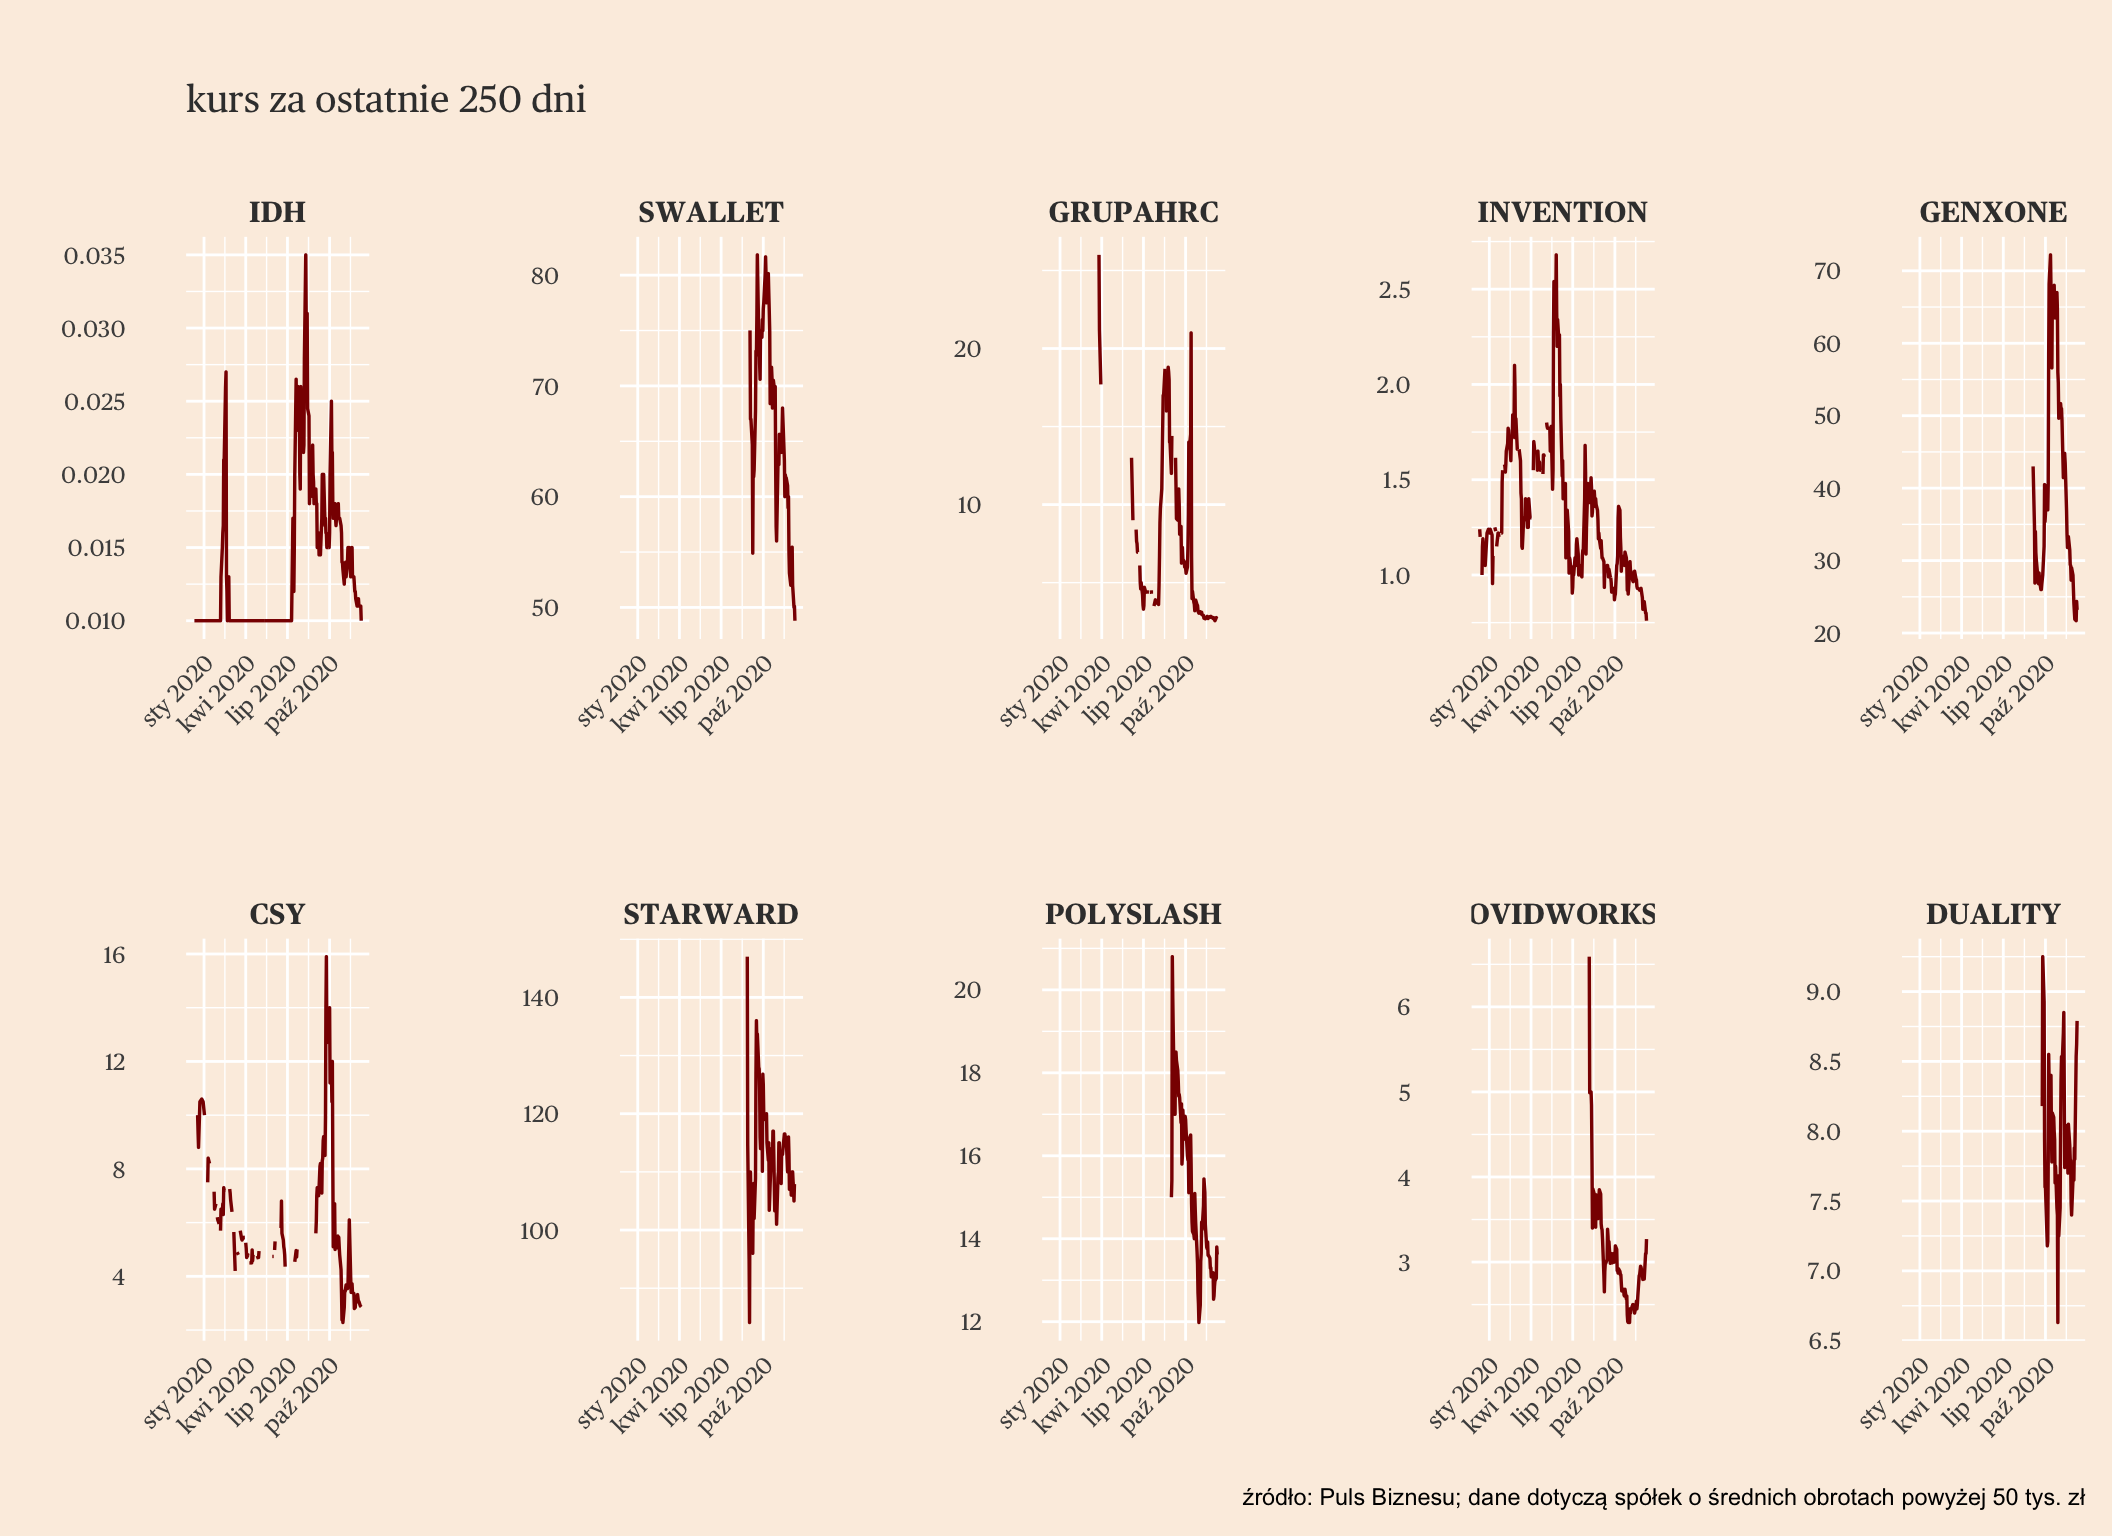 kurs za ostatnie 250 dni
IDH
0.035
0.030
0.025
0.020
0.015
0.010
sty 2020
kwi 2020
lip 2020
paź 2020
SWALLET
80
70
60
50
sty 2020
kwi 2020
lip 2020
paź 2020
GRUPAHRC
20
10
sty 2020
kwi 2020
lip 2020
paź 2020
INVENTION
2.5
2.0
1.5
1.0
sty 2020
kwi 2020
lip 2020
paź 2020
GENXONE
70
60
50
40
30
20
sty 2020
kwi 2020
lip 2020
paź 2020
CSY
16
12
8
4
sty 2020
kwi 2020
lip 2020
paź 2020
STARWARD
140
120
100
sty 2020
kwi 2020
lip 2020
paź 2020
POLYSLASH
20
18
16
14
12
sty 2020
kwi 2020
lip 2020
paź 2020
OVIDWORKS
6
5
4
3
sty 2020
kwi 2020
lip 2020
paź 2020
DUALITY
9.0
8.5
8.0
7.5
7.0
6.5
sty 2020
kwi 2020
lip 2020
paź 2020
źródło: Puls Biznesu; dane dotyczą spółek o średnich obrotach powyżej 50 tys. zł